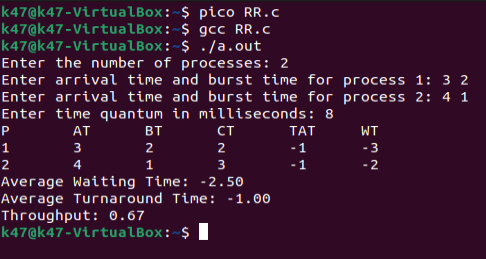 k47@k47-VirtualBox:~$ pico RR.c
k47@k47-VirtualBox:~$ gcc RR.c
k47@k47-VirtualBox:~$ ./a.out
Enter the number of processes: 2
Enter arrival time and burst time for process 1: 3 2
Enter arrival time and burst time for process 2: 4 1
Enter time quantum in milliseconds: 8
P AT BT CT TAT WT
1 3 2 2 -1 -3
2 4 1 3 -1 -2
Average Waiting Time: -2.50
Average Turnaround Time: -1.00
Throughput: 0.67
k47@k47-VirtualBox:~$